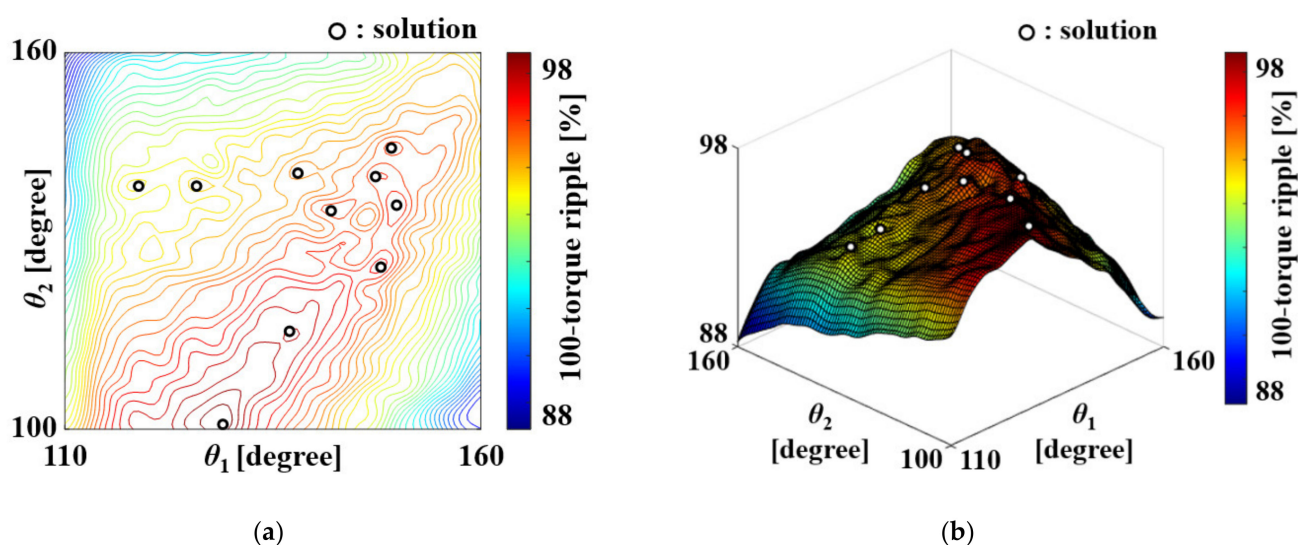 : solution
160
98
100-torque ripple [%]
θ2 [degree]
88
100
110
θ1 [degree]
160
(a)
: solution
98
98
100-torque ripple [%]
88
88
160
160
θ2
[degree]
θ1
[degree]
100
110
(b)